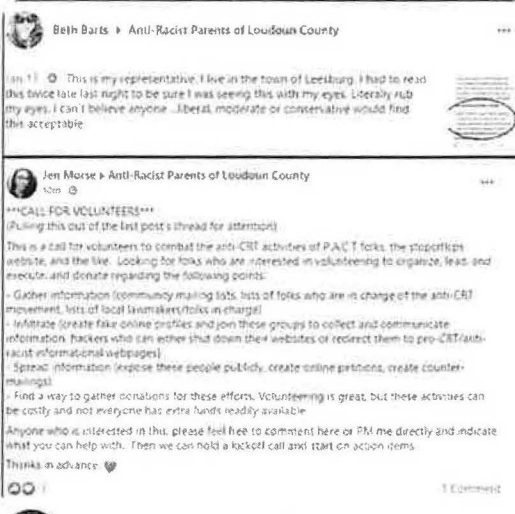 Beth Barts ▸ Anti-Racist Parents of Loudoun County
Jan 13 This is my representative. I live in the town of Leesburg. I had to read
this twice late last night to be sure I was seeing this with my eyes. Literally rub
my eyes. I can't believe anyone ...liberal, moderate or conservative would find
this acceptable
Jen Morse ▸ Anti-Racist Parents of Loudoun County
10m
***CALL FOR VOLUNTEERS***
(Pulling this out of the last post's thread for attention)
This is a call for volunteers to combat the anti-CRT activities of P.A.C.T folks, the stoplcpscrt
website, and the like. Looking for folks who are interested in volunteering to organize, lead, and
execute, and donate regarding the following points:
- Gather information (community mailing lists, lists of folks who are in charge of the anti-CRT
movement, lists of local lawmakers/folks in charge)
- Infiltrate (create fake online profiles and join these groups to collect and communicate
information, hackers who can either shut down their websites or redirect them to pro-CRT/anti-
racist informational webpages)
- Spread information (expose these people publicly, create online petitions, create counter-
mailings)
- Find a way to gather donations for these efforts. Volunteering is great, but these activities can
be costly and not everyone has extra funds readily available
Anyone who is interested in this, please feel free to comment here or PM me directly and indicate
what you can help with. Then we can hold a kickoff call and start on action items.
Thanks in advance
1 Comment